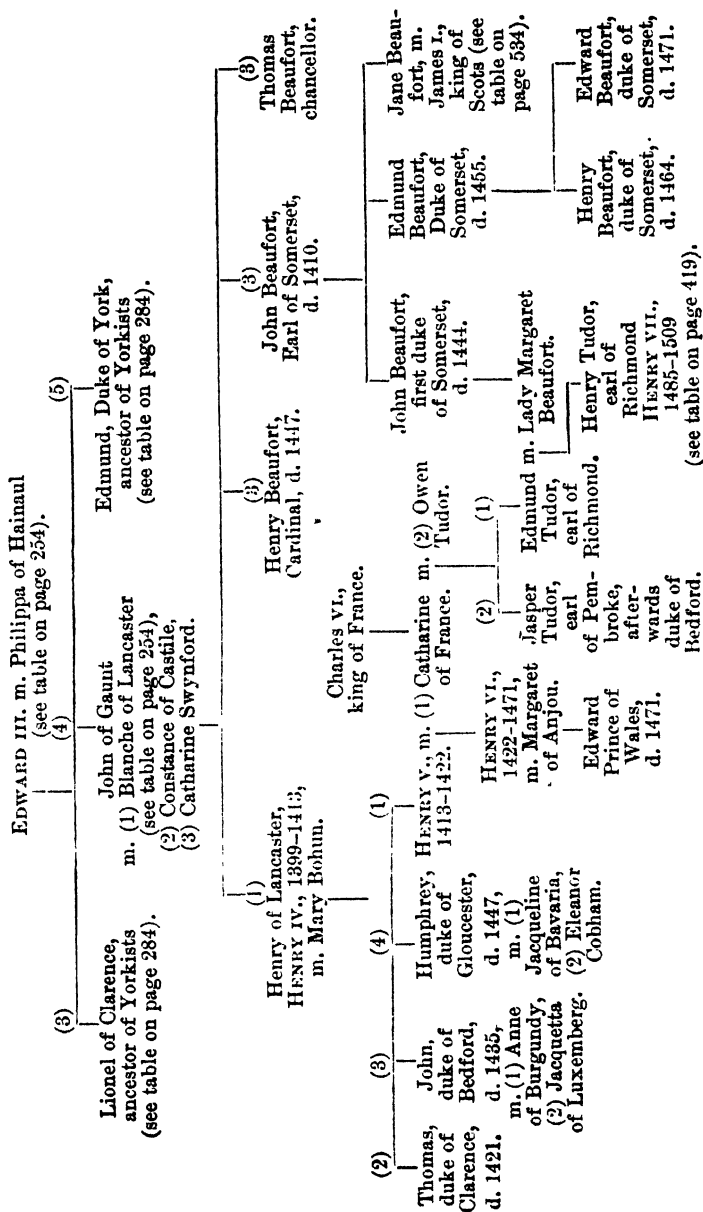 EDWARD III. m. Philippa of Hainaul
(see table on page 254).
(3)
(4)
(5)
Lionel of Clarence,
ancestor of Yorkists
(see table on page 284).
John of Gaunt
m. (1) Blanche of Lancaster
(see table on page 254),
(2) Constance of Castile,
(3) Catharine Swynford.
Edmund, Duke of York,
ancestor of Yorkists
(see table on page 284).
(1)
Henry of Lancaster,
HENRY IV., 1399–1413,
m. Mary Bohun.
(3)
Henry Beaufort,
Cardinal, d. 1447.
(3)
John Beaufort,
Earl of Somerset,
d. 1410.
(3)
Thomas
Beaufort,
chancellor.
Charles VI.,
king of France.
(2)
Thomas,
duke of
Clarence,
d. 1421.
(3)
John,
duke of
Bedford,
d. 1435,
m. (1) Anne
of Burgundy,
(2) Jacquetta
of Luxemberg.
(4)
Humphrey,
duke of
Gloucester,
d. 1447,
m. (1)
Jacqueline
of Bavaria,
(2) Eleanor
Cobham.
(1)
HENRY V., m. (1) Catharine m. (2) Owen
1413–1422. of France. Tudor.
HENRY VI.,
1422-1471,
m. Margaret
of Anjou.
Edward
Prince of
Wales,
d. 1471.
(2)
Jasper
Tudor,
earl
of Pem-
broke,
after-
wards
duke of
Bedford.
(1)
Edmund m. Lady Margaret
Tudor, Beaufort.
earl of
Richmond.
John Beaufort,
first duke
of Somerset,
d. 1444.
Edmund
Beaufort,
Duke of
Somerset,
d. 1455.
Jane Beau-
fort, m.
James I.,
king of
Scots (see
table on
page 534).
Henry Tudor,
earl of
Richmond
HENRY VII.,
1485–1509
(see table on page 419).
Henry
Beaufort,
duke of
Somerset,
d. 1464.
Edward
Beaufort,
duke of
Somerset,
d. 1471.